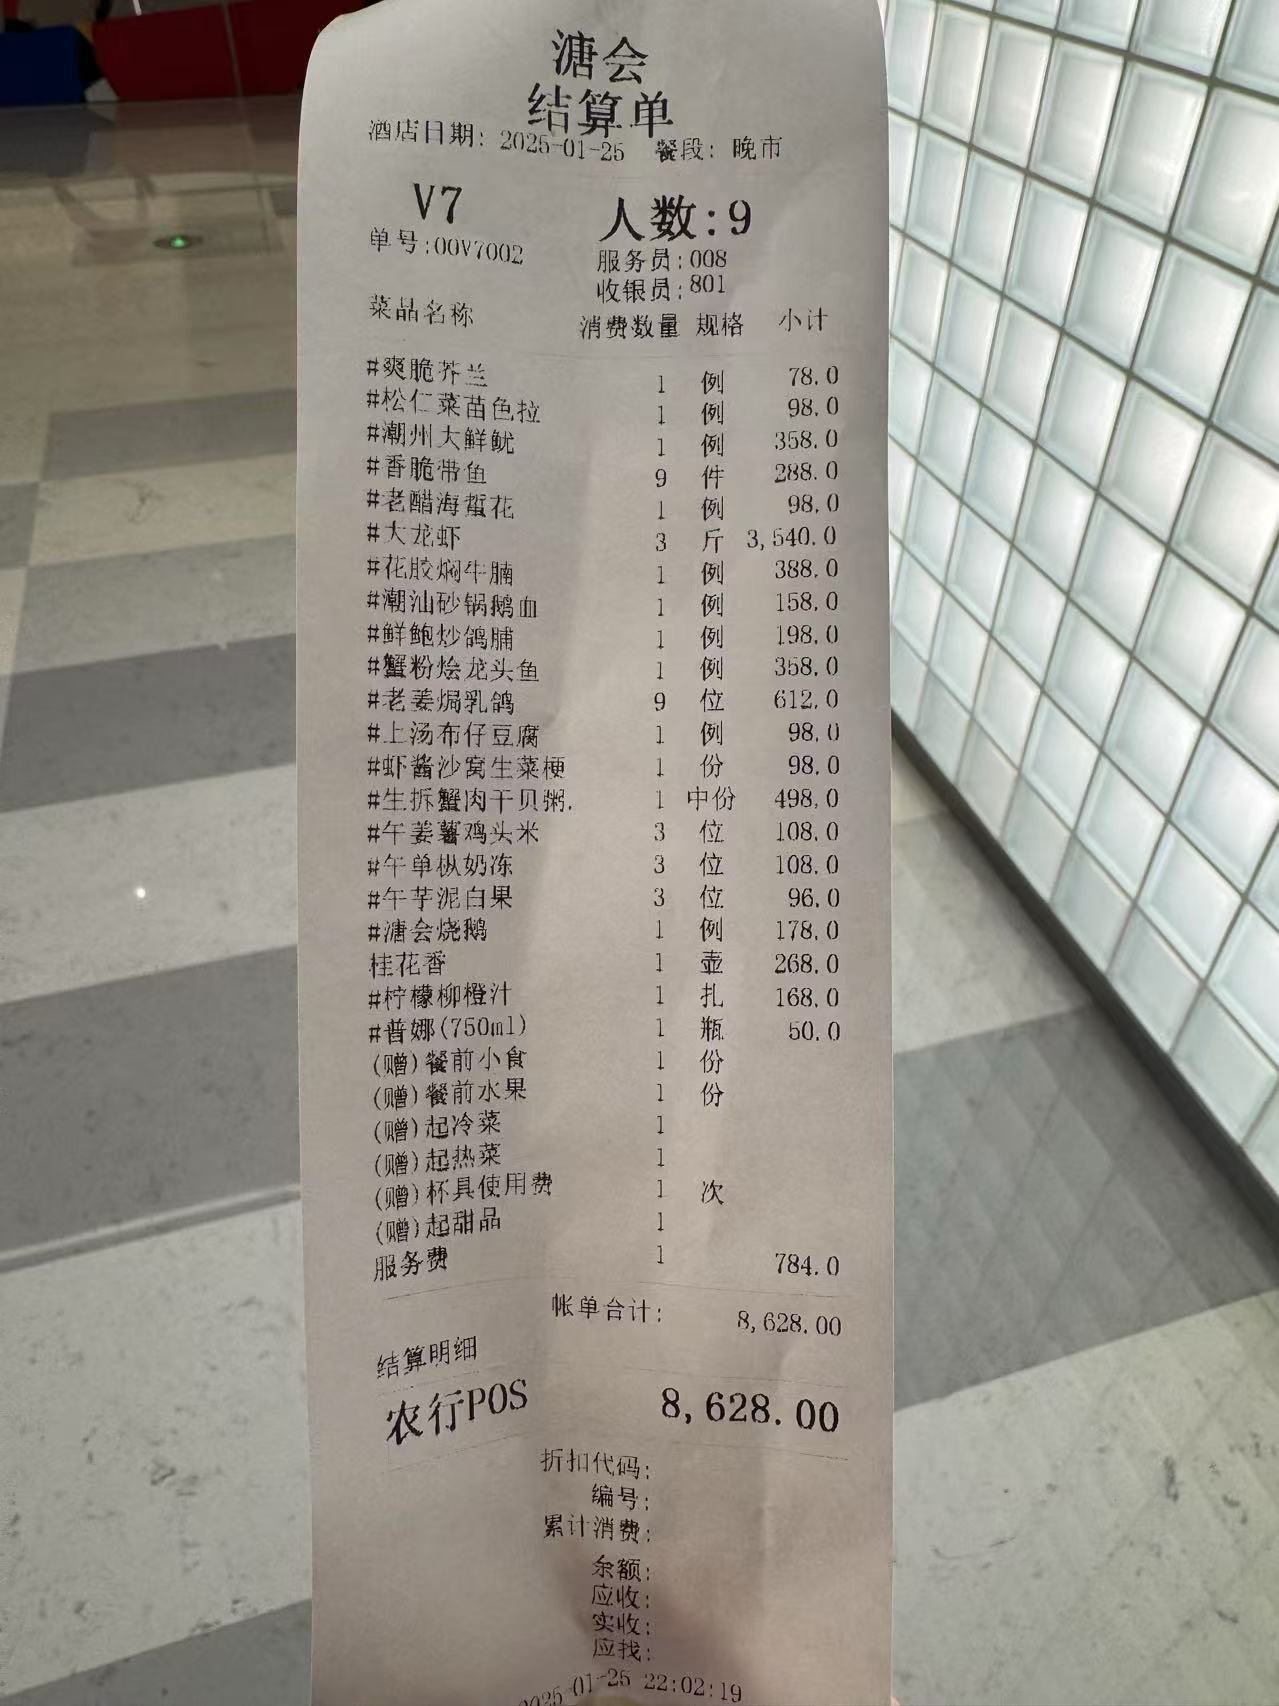 溏会
结算单
酒店日期: 2025-01-25 餐段: 晚市
V7 人数:9
单号:00V7002 服务员:008
收银员:801
菜品名称 消费数量 规格 小计
#爽脆芥兰 1 例 78.0
#松仁菜苗色拉 1 例 98.0
#潮州大鲜鱿 1 例 358.0
#香脆带鱼 9 件 288.0
#老醋海蜇花 1 例 98.0
#大龙虾 3 斤 3,540.0
#花胶焖牛腩 1 例 388.0
#潮汕砂锅鹅血 1 例 158.0
#鲜鲍炒鸽脯 1 例 198.0
#蟹粉烩龙头鱼 1 例 358.0
#老姜焗乳鸽 9 位 612.0
#上汤布仔豆腐 1 例 98.0
#虾酱沙窝生菜梗 1 份 98.0
#生拆蟹肉干贝粥. 1 中份 498.0
#午姜薯鸡头米 3 位 108.0
#午单枞奶冻 3 位 108.0
#午芋泥白果 3 位 96.0
#溏会烧鹅 1 例 178.0
桂花香 1 壶 268.0
#柠檬柳橙汁 1 扎 168.0
#普娜(750ml) 1 瓶 50.0
(赠)餐前小食 1 份
(赠)餐前水果 1 份
(赠)起冷菜 1
(赠)起热菜 1
(赠)杯具使用费 1 次
(赠)起甜品 1
服务费 1 784.0
帐单合计: 8,628.00
结算明细
农行POS 8,628.00
折扣代码:
编号:
累计消费:
余额:
应收:
实收:
应找:
2025-01-25 22:02:19